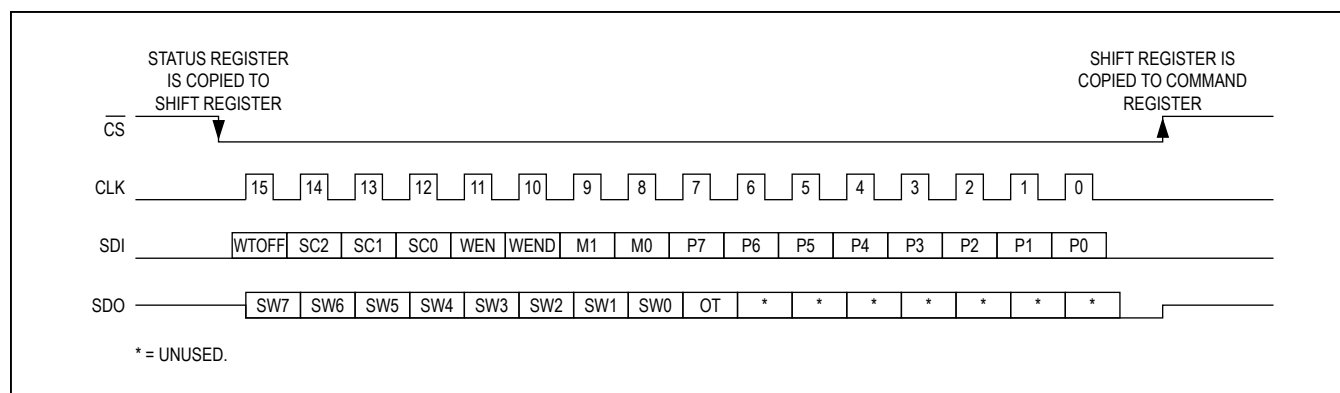 STATUS REGISTER
IS COPIED TO
SHIFT REGISTER
SHIFT REGISTER IS
COPIED TO COMMAND
REGISTER
CS
CLK 15 14 13 12 11 10 9 8 7 6 5 4 3 2 1 0
SDI WTOFF SC2 SC1 SC0 WEN WEND M1 M0 P7 P6 P5 P4 P3 P2 P1 P0
SDO SW7 SW6 SW5 SW4 SW3 SW2 SW1 SW0 OT * * * * * * *
* = UNUSED.